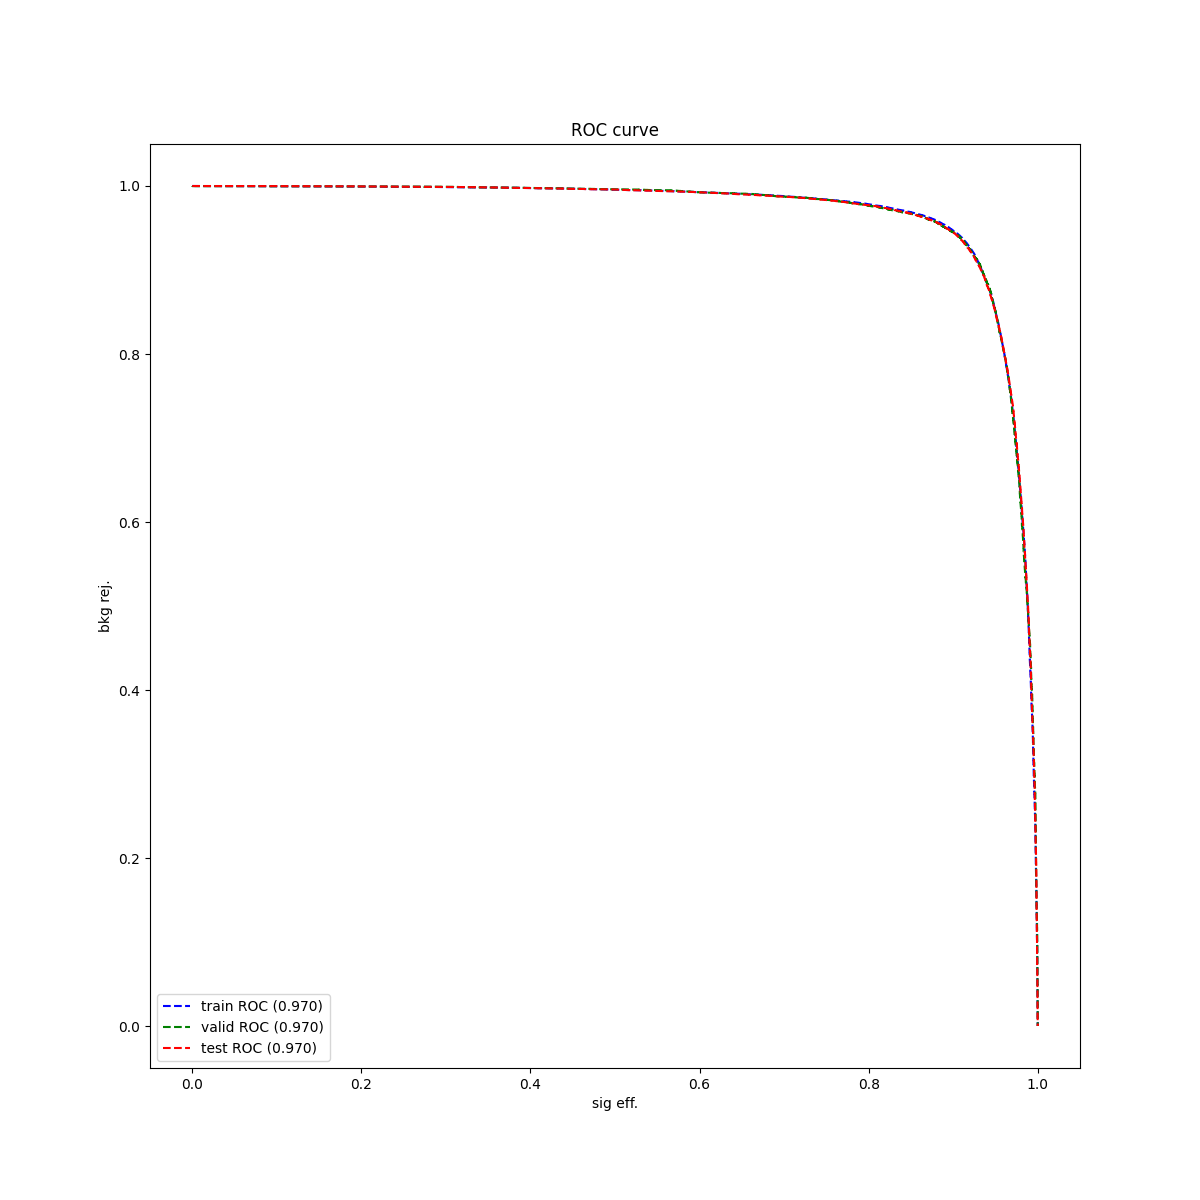 ROC curve
1.0
0.8
0.6
0.4
0.2
0.0
bkg rej.
train ROC (0.970)
valid ROC (0.970)
test ROC (0.970)
0.0 0.2 0.4 0.6 0.8 1.0
sig eff.